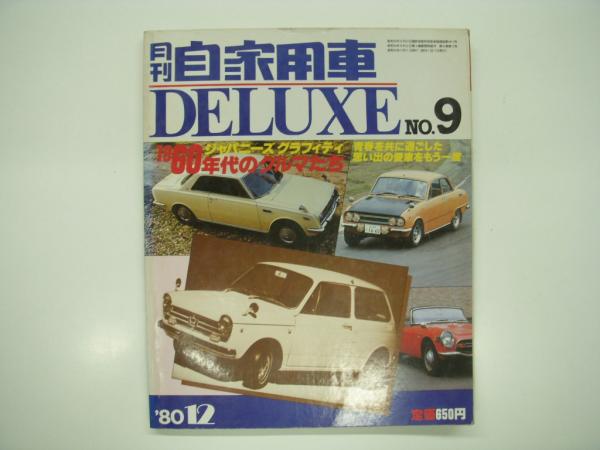 月刊 自家用車
DELUXE NO.9
ジャパニーズ グラフィティ
1960年代のクルマたち
青春を共に過ごした
思い出の愛車をもう一度
'80 12
定価650円